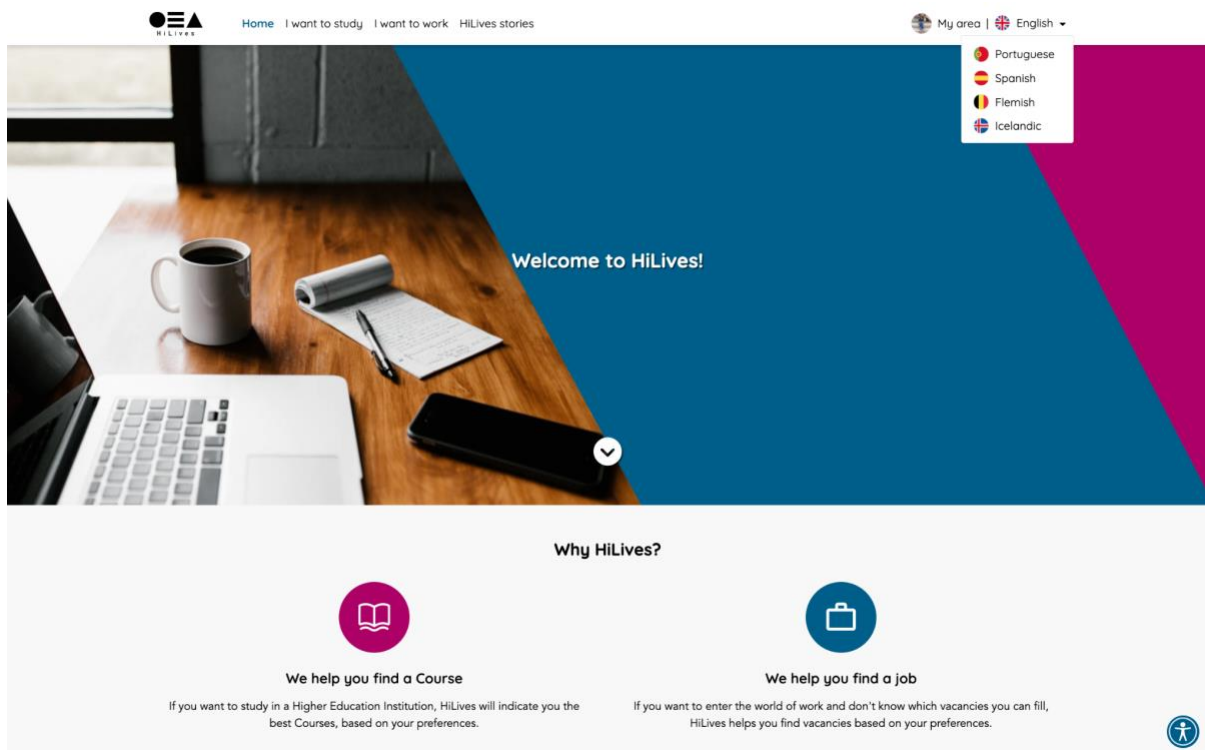 HiLives
Home I want to study I want to work HiLives stories
My area | English
Portuguese
Spanish
Flemish
Icelandic
Welcome to HiLives!
Why HiLives?
We help you find a Course
If you want to study in a Higher Education Institution, HiLives will indicate you the
best Courses, based on your preferences.
We help you find a job
If you want to enter the world of work and don't know which vacancies you can fill,
HiLives helps you find vacancies based on your preferences.